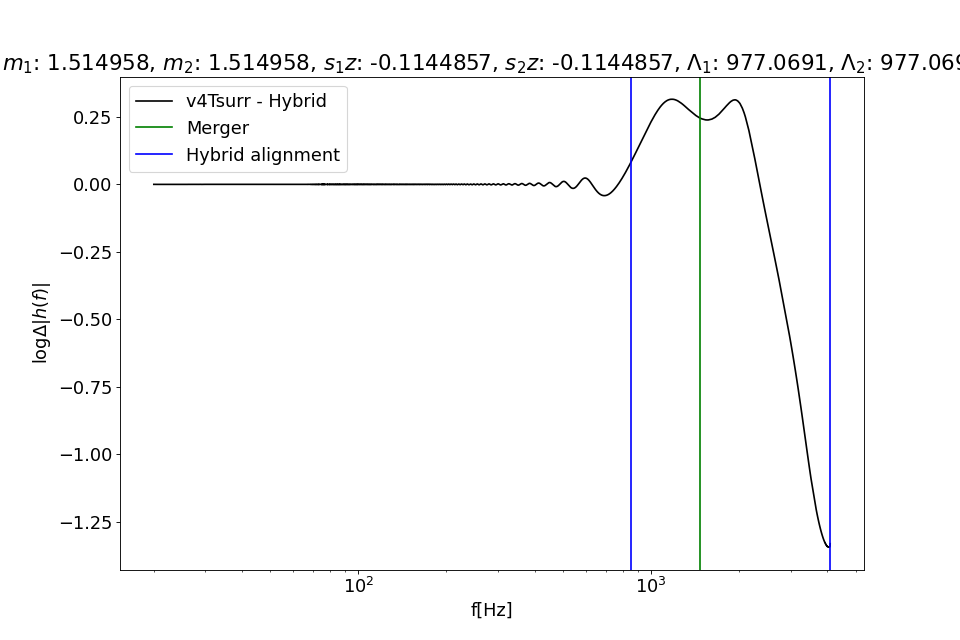 m₁: 1.514958, m₂: 1.514958, s₁z: -0.1144857, s₂z: -0.1144857, Λ₁: 977.0691, Λ₂: 977.069
v4Tsurr - Hybrid
Merger
Hybrid alignment
0.25
0.00
−0.25
−0.50
−0.75
−1.00
−1.25
logΔ|h(f)|
10²
10³
f[Hz]